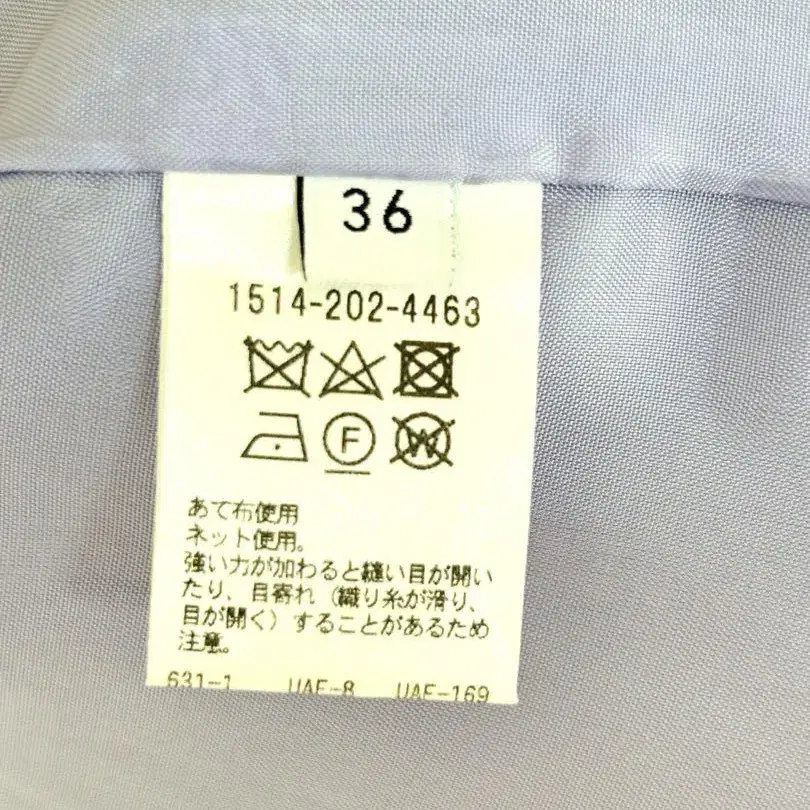 36
1514-202-4463
F W
あて布使用
ネット使用。
強い力が加わると縫い目が開い
たり、目寄れ（織り糸が滑り、
目が開く）することがあるため
注意。
631-1 UAF-8 UAF-169